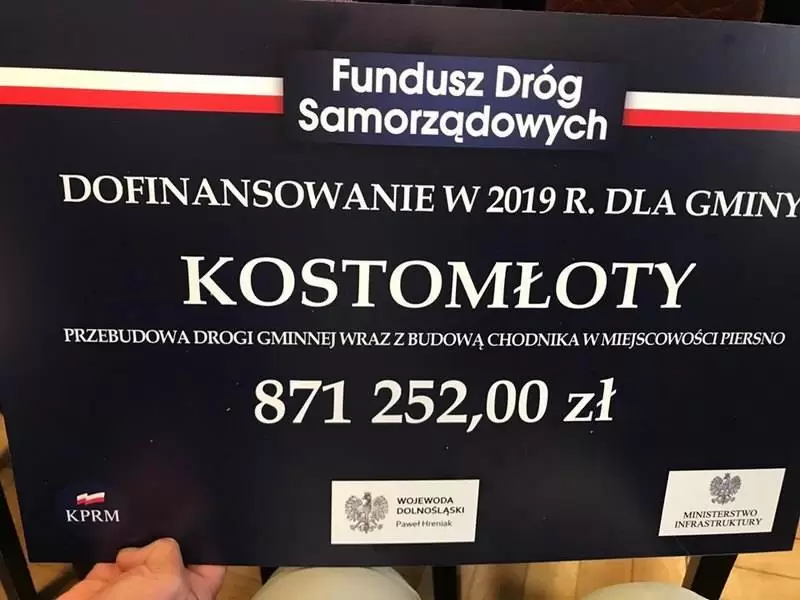 Fundusz Dróg
Samorządowych
DOFINANSOWANIE W 2019 R. DLA GMINY
KOSTOMŁOTY
PRZEBUDOWA DROGI GMINNEJ WRAZ Z BUDOWĄ CHODNIKA W MIEJSCOWOŚCI PIERSNO
871 252,00 zł
KPRM
WOJEWODA
DOLNOŚLĄSKI
Paweł Hreniak
MINISTERSTWO
INFRASTRUKTURY